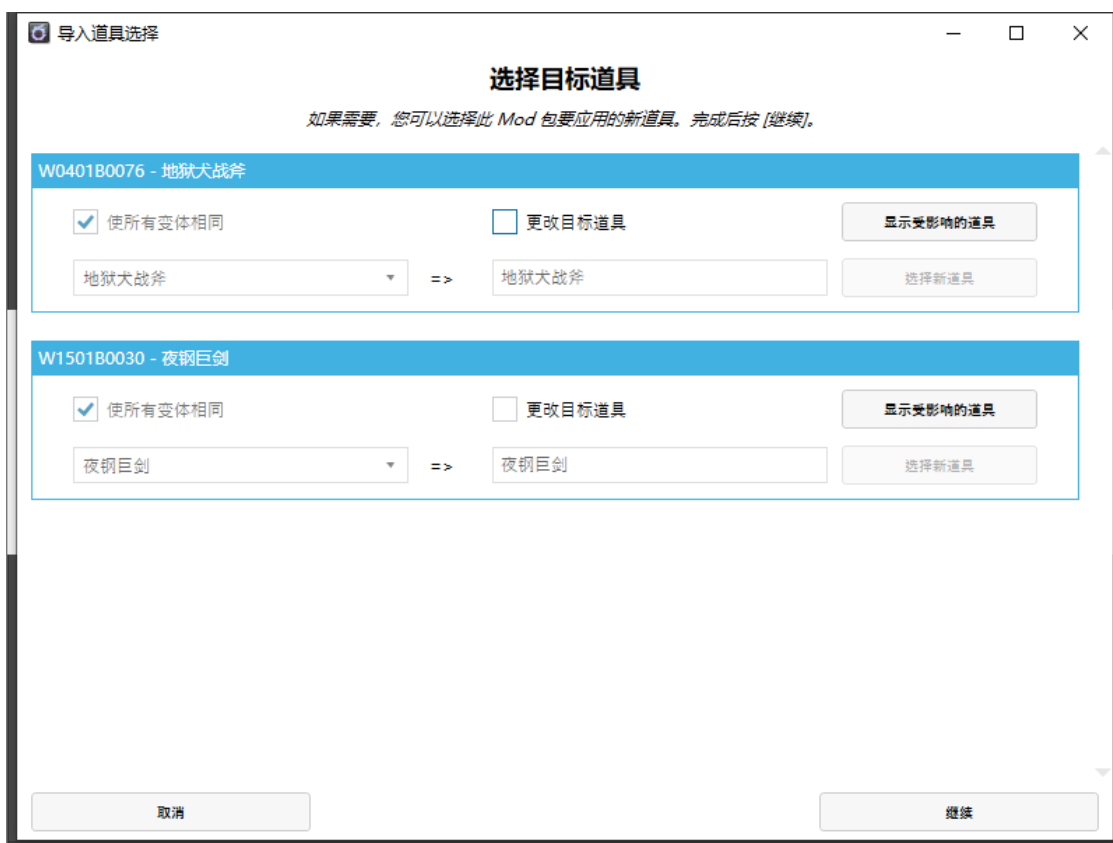 导入道具选择
选择目标道具
如果需要，您可以选择此 Mod 包要应用的新道具。完成后按 [继续]。
W0401B0076 - 地狱犬战斧
使所有变体相同 更改目标道具 显示受影响的道具
地狱犬战斧 => 地狱犬战斧 选择新道具
W1501B0030 - 夜钢巨剑
使所有变体相同 更改目标道具 显示受影响的道具
夜钢巨剑 => 夜钢巨剑 选择新道具
取消 继续